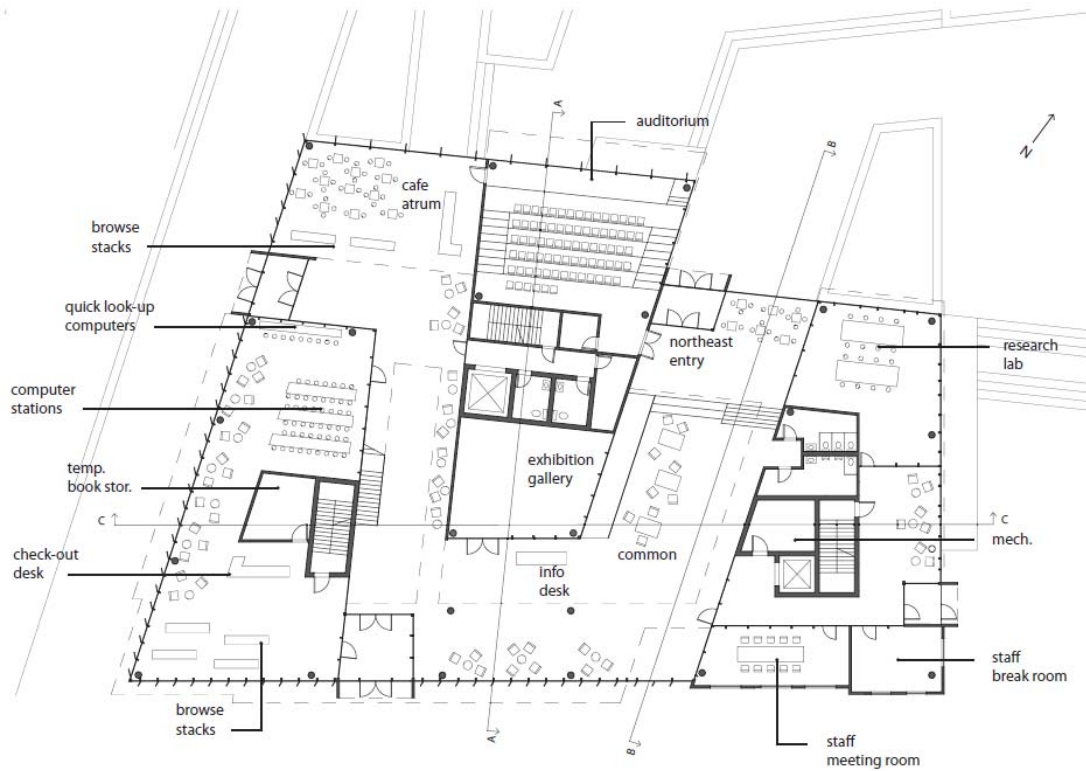 A
auditorium
B
N
cafe
atrum
browse
stacks
quick look-up
computers
northeast
entry
research
lab
computer
stations
temp.
book stor.
exhibition
gallery
C
C
mech.
common
check-out
desk
info
desk
staff
break room
browse
stacks
A
B
staff
meeting room